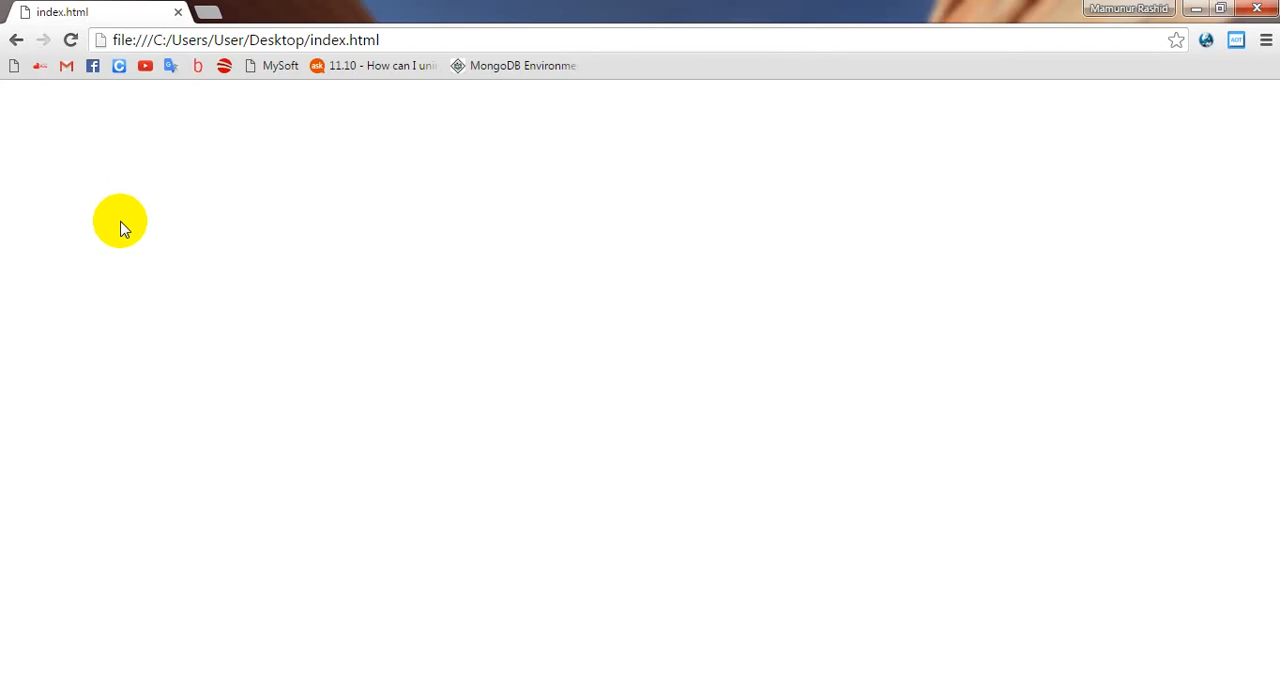 index.html
Mamunur Rashid
file:///C:/Users/User/Desktop/index.html
MySoft
11.10 - How can I uni
MongoDB Environme